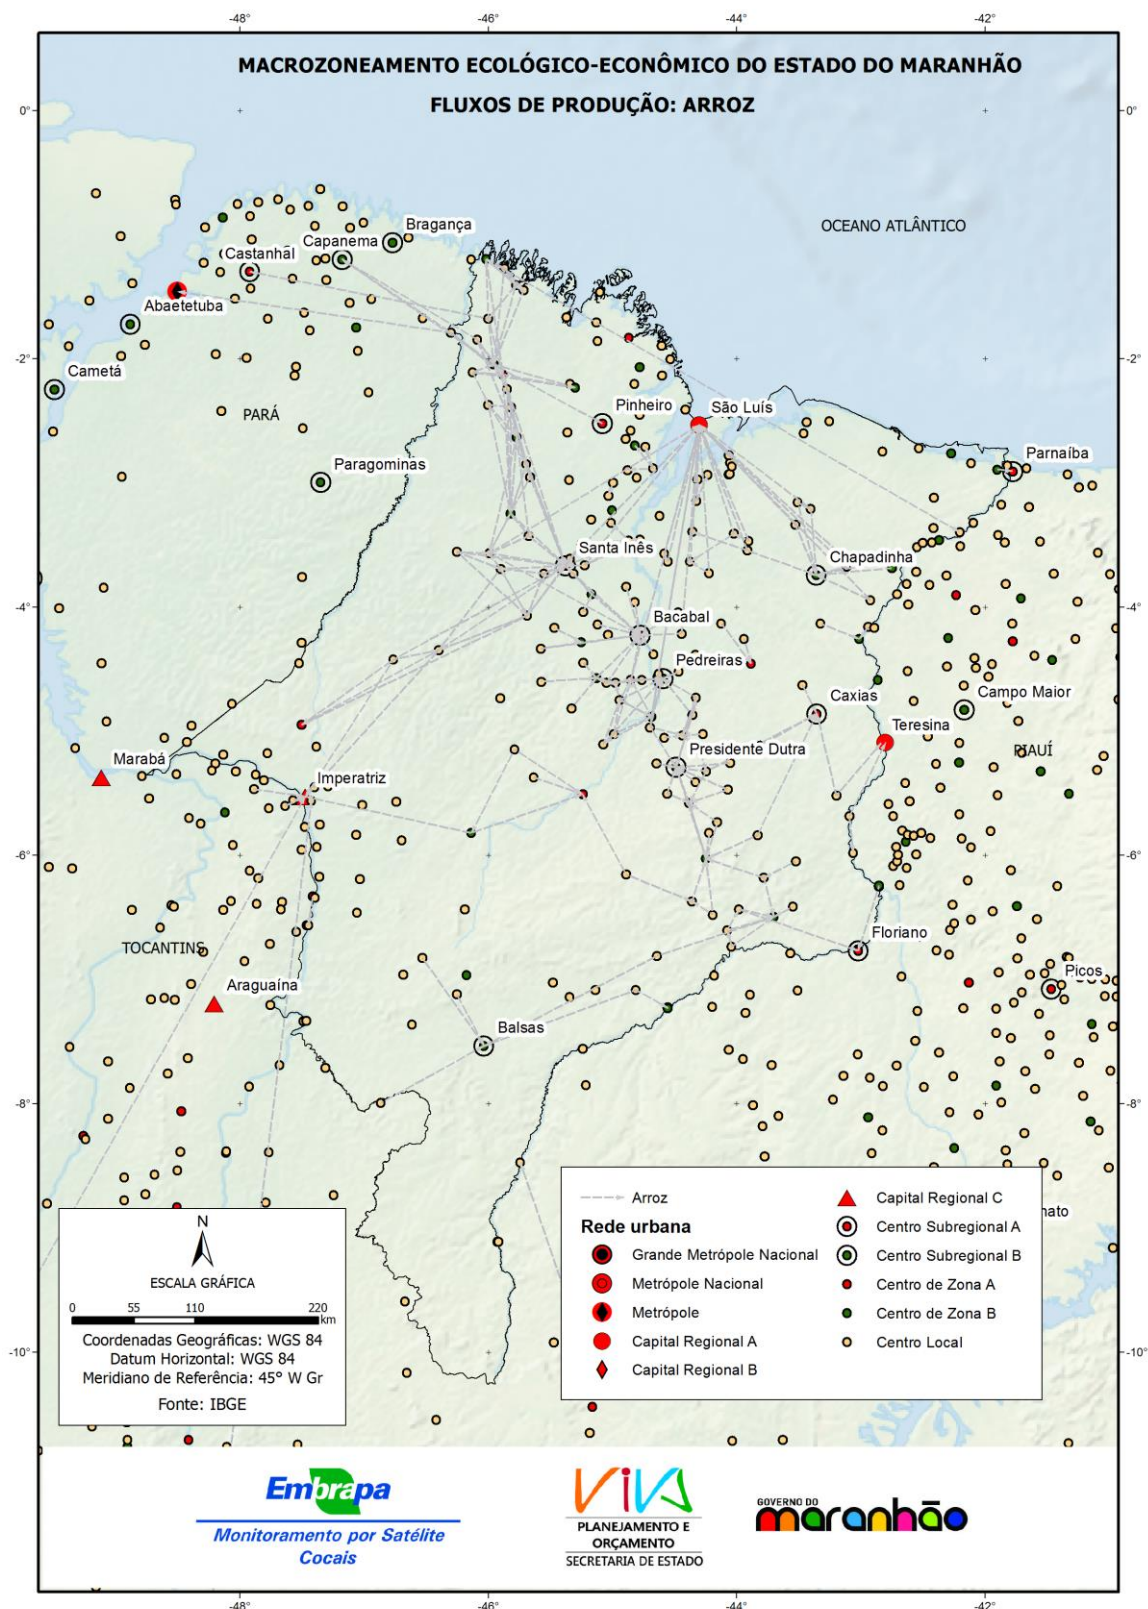 -48°
-46°
-44°
-42°
MACROZONEAMENTO ECOLÓGICO-ECONÔMICO DO ESTADO DO MARANHÃO
FLUXOS DE PRODUÇÃO: ARROZ
0°
0°
OCEANO ATLÂNTICO
Bragança
Capanema
Castanhal
Abaetetuba
-2°
-2°
Cametá
PARÁ
Pinheiro
São Luís
Parnaíba
Paragominas
Santa Inês
Chapadinha
-4°
-4°
Bacabal
Pedreiras
Caxias
Campo Maior
Teresina
PIAUÍ
Marabá
Imperatriz
Presidente Dutra
-6°
-6°
TOCANTINS
Floriano
Araguaína
Picos
Balsas
-8°
-8°
Arroz
Rede urbana
Grande Metrópole Nacional
Metrópole Nacional
Metrópole
Capital Regional A
Capital Regional B
Capital Regional C
Centro Subregional A
Centro Subregional B
Centro de Zona A
Centro de Zona B
Centro Local
nato
N
ESCALA GRÁFICA
0 55 110 220
km
Coordenadas Geográficas: WGS 84
Datum Horizontal: WGS 84
Meridiano de Referência: 45° W Gr
Fonte: IBGE
-10°
-10°
Embrapa
Monitoramento por Satélite
Cocais
VIVA
PLANEJAMENTO E
ORÇAMENTO
SECRETARIA DE ESTADO
GOVERNO DO
maranhão
-48°
-46°
-44°
-42°